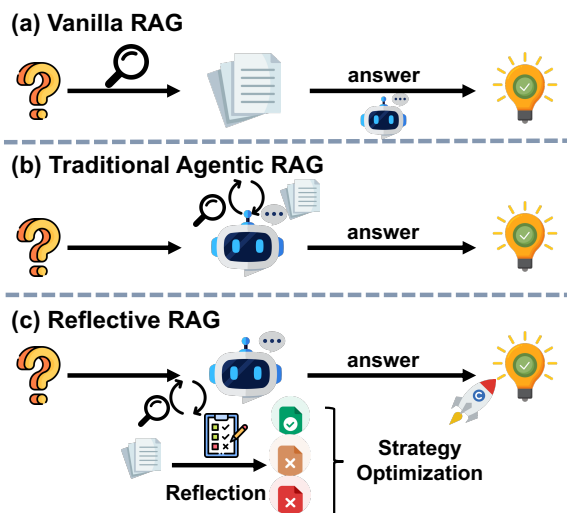 (a) Vanilla RAG
answer
(b) Traditional Agentic RAG
answer
(c) Reflective RAG
answer
C
Reflection
Strategy
Optimization